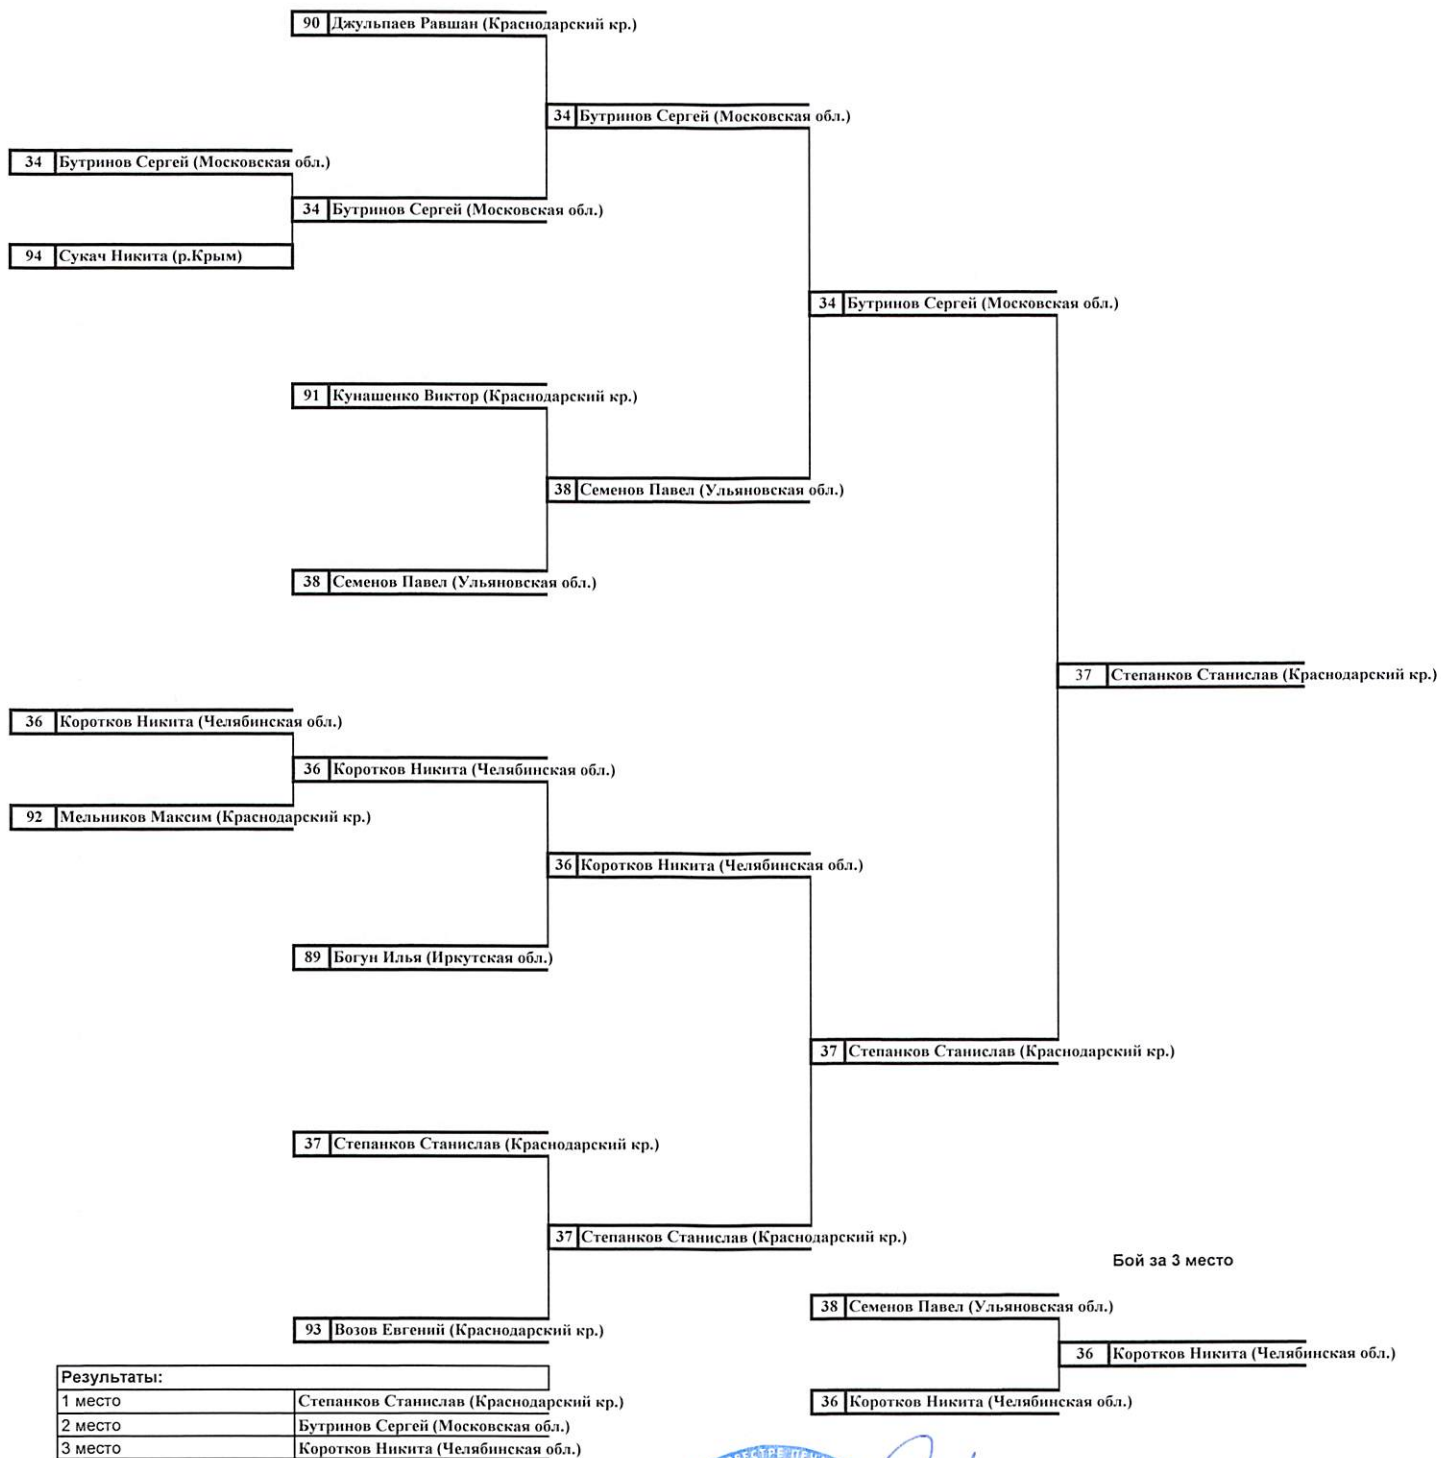 90 Джульпаев Равшан (Краснодарский кр.)
34 Бутринов Сергей (Московская обл.)
34 Бутринов Сергей (Московская обл.)
34 Бутринов Сергей (Московская обл.)
94 Сукач Никита (р.Крым)
34 Бутринов Сергей (Московская обл.)
91 Кунашенко Виктор (Краснодарский кр.)
38 Семенов Павел (Ульяновская обл.)
38 Семенов Павел (Ульяновская обл.)
37 Степанков Станислав (Краснодарский кр.)
36 Коротков Никита (Челябинская обл.)
36 Коротков Никита (Челябинская обл.)
92 Мельников Максим (Краснодарский кр.)
36 Коротков Никита (Челябинская обл.)
89 Богун Илья (Иркутская обл.)
37 Степанков Станислав (Краснодарский кр.)
37 Степанков Станислав (Краснодарский кр.)
37 Степанков Станислав (Краснодарский кр.)
Бой за 3 место
38 Семенов Павел (Ульяновская обл.)
93 Возов Евгений (Краснодарский кр.)
36 Коротков Никита (Челябинская обл.)
36 Коротков Никита (Челябинская обл.)
Результаты:
1 место Степанков Станислав (Краснодарский кр.)
2 место Бутринов Сергей (Московская обл.)
3 место Коротков Никита (Челябинская обл.)